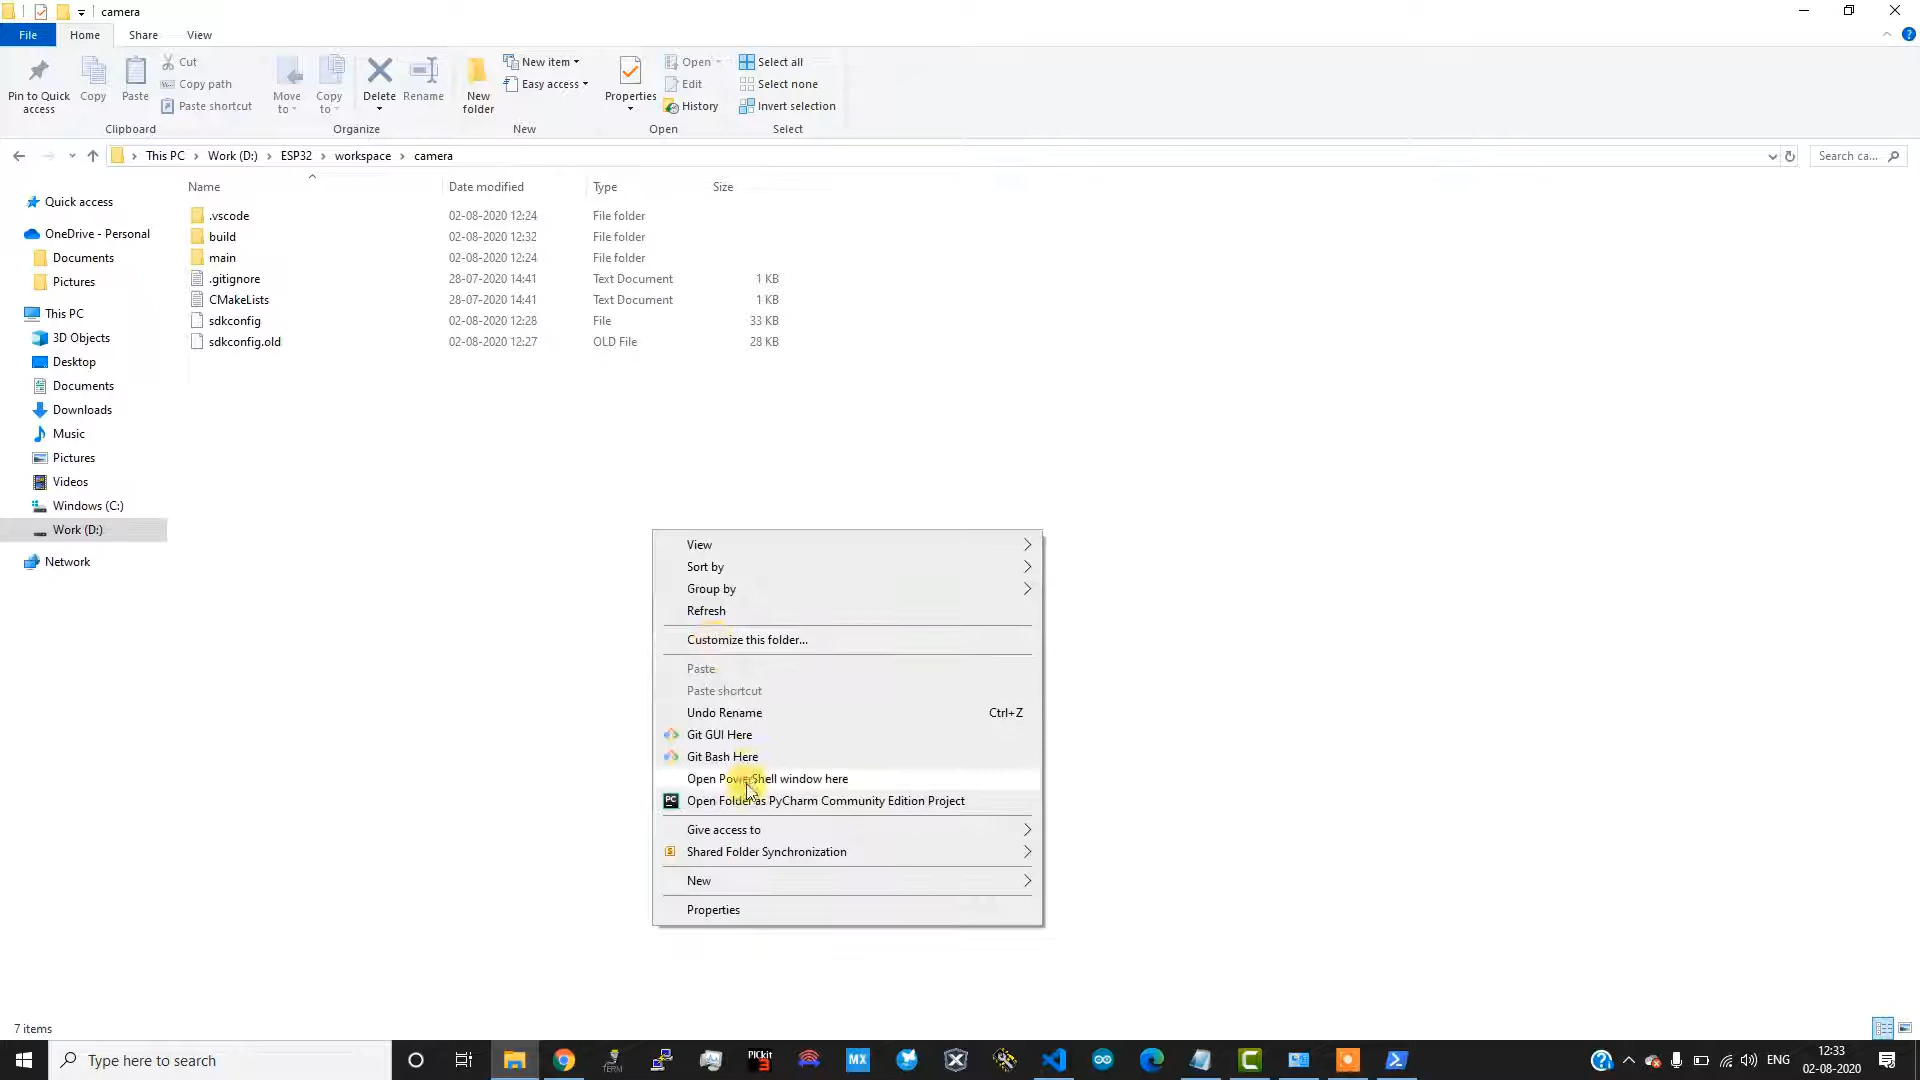 camera
File Home Share View
Pin to Quick access
Copy
Paste
Cut
Copy path
Paste shortcut
Clipboard
Move to
Copy to
Delete
Rename
Organize
New folder
New item
Easy access
New
Properties
Open
Edit
History
Open
Select all
Select none
Invert selection
Select
This PC > Work (D:) > ESP32 > workspace > camera
Search ca...
Name Date modified Type Size
.vscode 02-08-2020 12:24 File folder
build 02-08-2020 12:32 File folder
main 02-08-2020 12:24 File folder
.gitignore 28-07-2020 14:41 Text Document 1 KB
CMakeLists 28-07-2020 14:41 Text Document 1 KB
sdkconfig 02-08-2020 12:28 File 33 KB
sdkconfig.old 02-08-2020 12:27 OLD File 28 KB
Quick access
OneDrive - Personal
Documents
Pictures
This PC
3D Objects
Desktop
Documents
Downloads
Music
Pictures
Videos
Windows (C:)
Work (D:)
Network
View
Sort by
Group by
Refresh
Customize this folder...
Paste
Paste shortcut
Undo Rename Ctrl+Z
Git GUI Here
Git Bash Here
Open PowerShell window here
PC Open Folder as PyCharm Community Edition Project
Give access to
Shared Folder Synchronization
New
Properties
7 items
Type here to search
TERM
PICkit 3
MX
ENG
12:33
02-08-2020